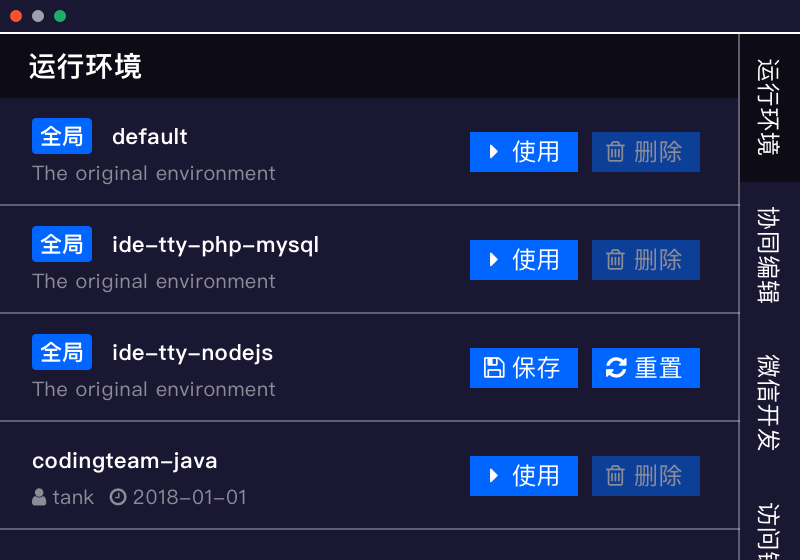 运行环境
全局 default
The original environment
使用 删除
全局 ide-tty-php-mysql
The original environment
使用 删除
全局 ide-tty-nodejs
The original environment
保存 重置
codingteam-java
tank 2018-01-01
使用 删除
运行环境
协同编辑
微信开发
访问